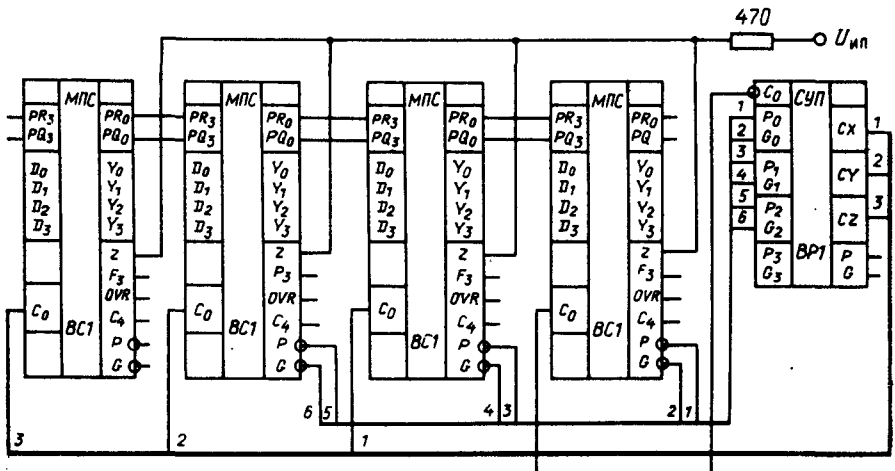 470
U ип
МПС
PR3 PR0
PQ3 PQ0
D0 Y0
D1 Y1
D2 Y2
D3 Y3
Z
F3
OVR
C0
C4
ВС1
P
G
МПС
PR3 PR0
PQ3 PQ0
D0 Y0
D1 Y1
D2 Y2
D3 Y3
Z
P3
OVR
C0
C4
ВС1
P
G
МПС
PR3 PR0
PQ3 PQ0
D0 Y0
D1 Y1
D2 Y2
D3 Y3
Z
F3
OVR
C0
C4
ВС1
P
G
МПС
PR3 PR0
PQ3 PQ
D0 Y0
D1 Y1
D2 Y2
D3 Y3
Z
F3
OVR
C0
C4
ВС1
P
G
C0 СУП
1 P0 CX 1
2 G0
3 P1 CY 2
4 G1
5 P2 CZ 3
6 G2
ВР1
P3 P
G3 G
6 5 4 3 2 1
3 2 1